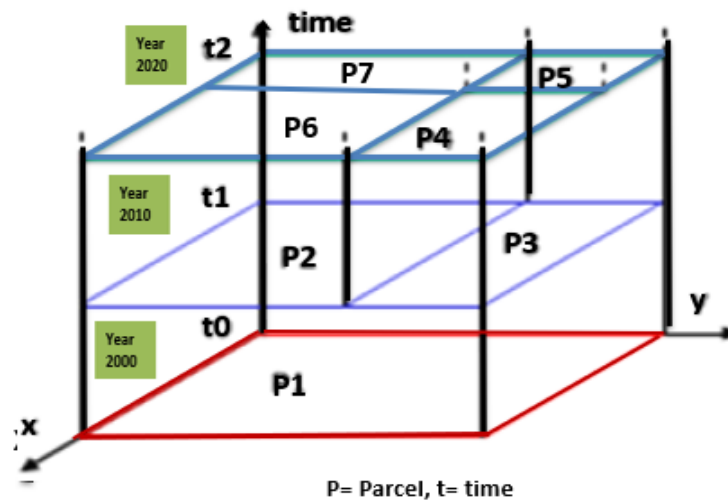 time
Year
2020
t2
P7
P5
P6
P4
Year
2010
t1
P2
P3
y
t0
Year
2000
P1
x
P= Parcel, t= time